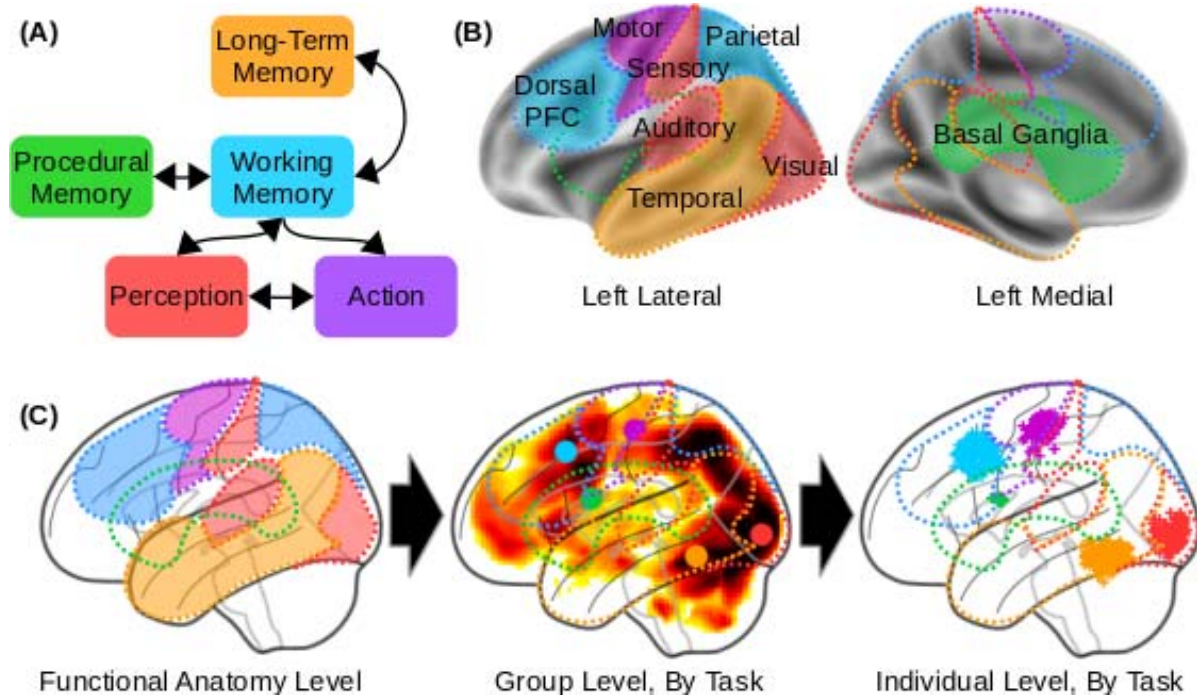 (A)
Long-Term
Memory
Procedural
Memory
Working
Memory
Perception
Action
(B)
Motor
Parietal
Sensory
Dorsal
PFC
Auditory
Visual
Temporal
Basal Ganglia
Left Lateral
Left Medial
(C)
Functional Anatomy Level
Group Level, By Task
Individual Level, By Task